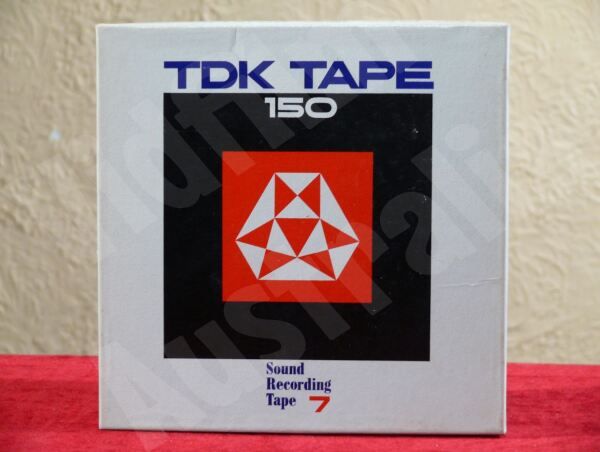 TDK TAPE
150
Sound
Recording
Tape 7